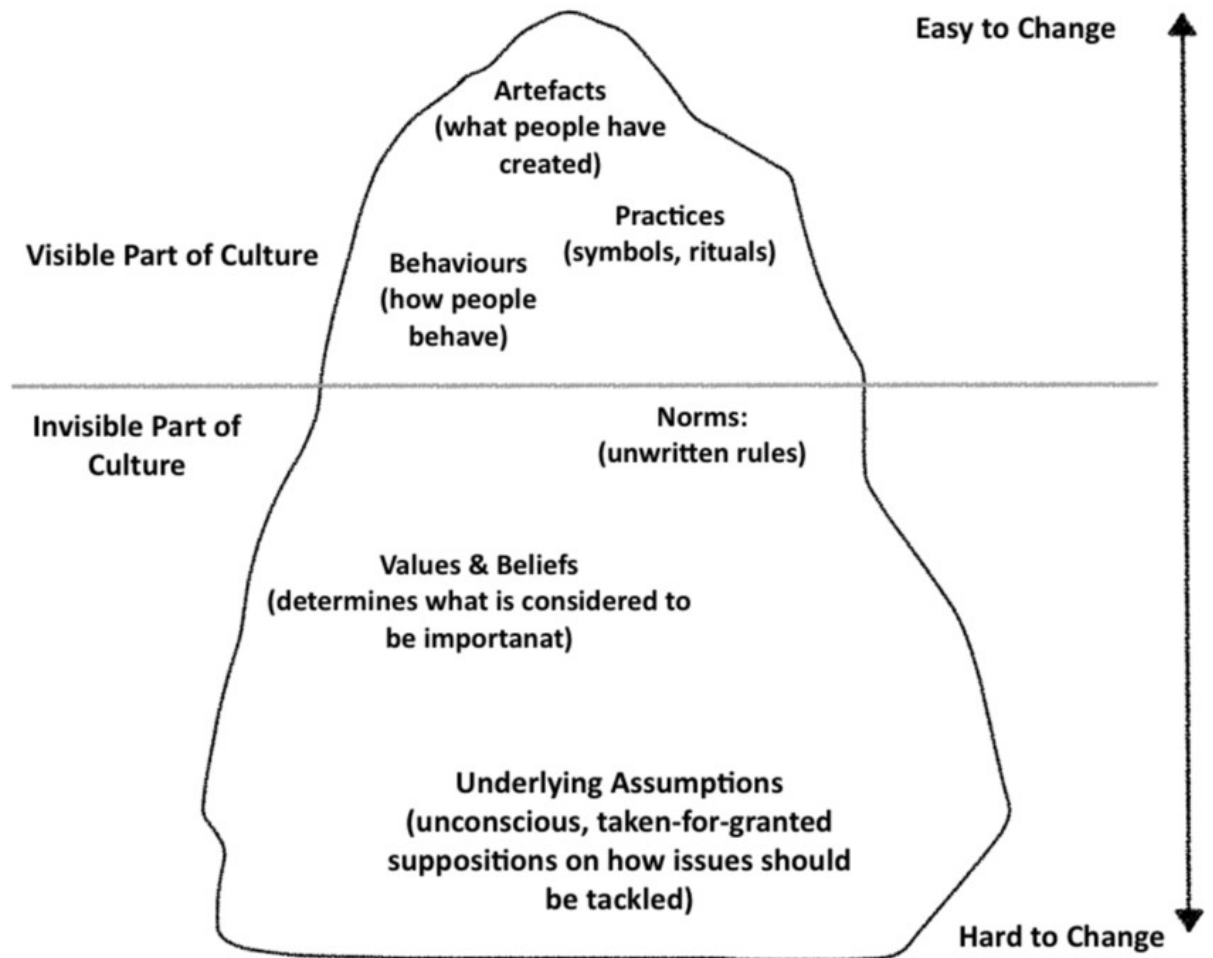 Easy to Change
Artefacts
(what people have
created)
Practices
(symbols, rituals)
Visible Part of Culture
Behaviours
(how people
behave)
Invisible Part of
Culture
Norms:
(unwritten rules)
Values & Beliefs
(determines what is considered to
be importanat)
Underlying Assumptions
(unconscious, taken-for-granted
suppositions on how issues should
be tackled)
Hard to Change